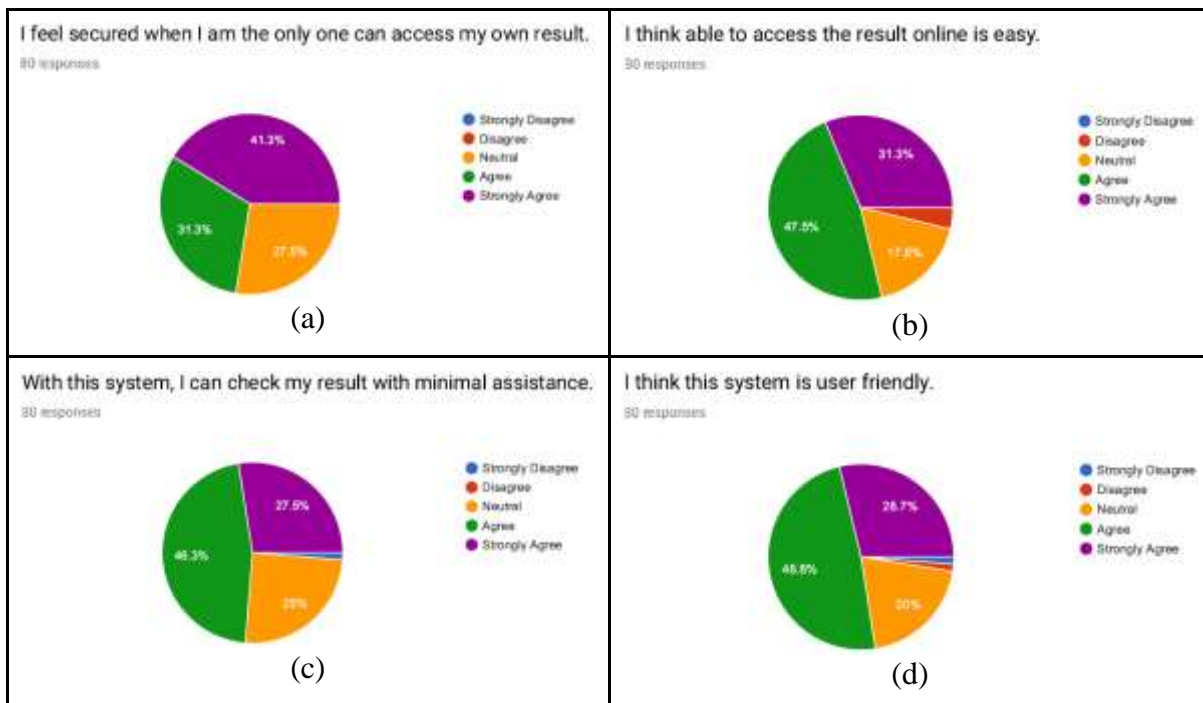 I feel secured when I am the only one can access my own result.
80 responses
41.3%
31.3%
27.5%
Strongly Disagree
Disagree
Neutral
Agree
Strongly Agree
(a)
I think able to access the result online is easy.
80 responses
31.3%
47.5%
17.5%
Strongly Disagree
Disagree
Neutral
Agree
Strongly Agree
(b)
With this system, I can check my result with minimal assistance.
80 responses
27.5%
46.3%
25%
Strongly Disagree
Disagree
Neutral
Agree
Strongly Agree
(c)
I think this system is user friendly.
80 responses
28.7%
48.8%
20%
Strongly Disagree
Disagree
Neutral
Agree
Strongly Agree
(d)